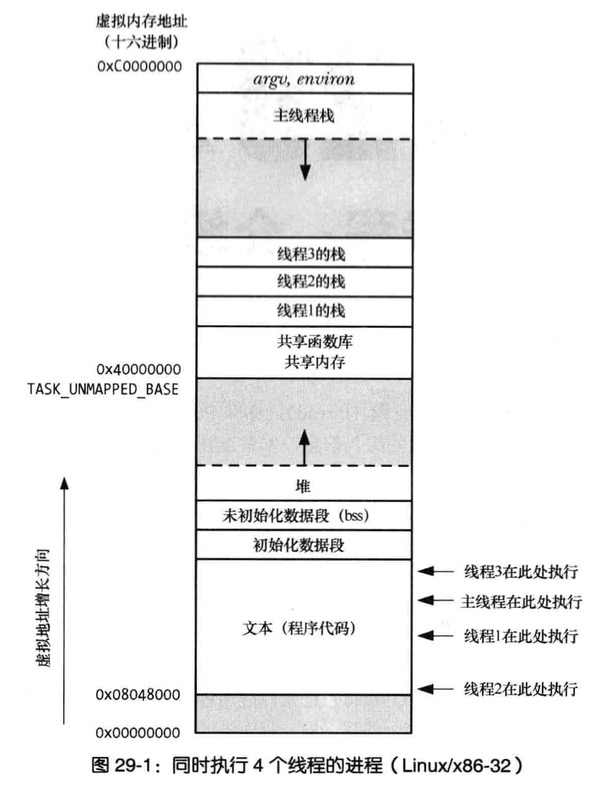 虚拟内存地址
（十六进制）
0xC0000000
argv, environ
主线程栈
线程3的栈
线程2的栈
线程1的栈
共享函数库
共享内存
0x40000000
TASK_UNMAPPED_BASE
堆
未初始化数据段（bss）
初始化数据段
虚拟地址增长方向
文本（程序代码）
线程3在此处执行
主线程在此处执行
线程1在此处执行
线程2在此处执行
0x08048000
0x00000000
图 29-1：同时执行 4 个线程的进程（Linux/x86-32）